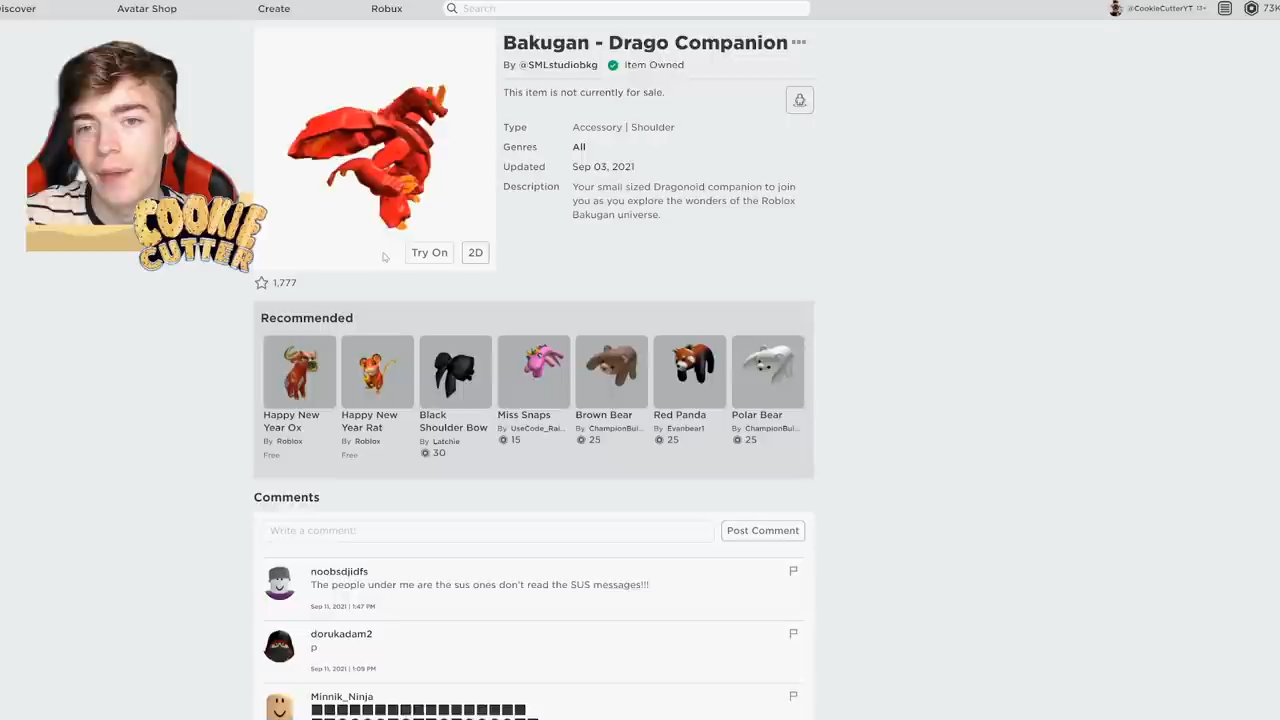 iscover Avatar Shop Create Robux Search @CookieCutterYT 13+ 73K
Bakugan - Drago Companion
By @SMLstudiobkg Item Owned
This item is not currently for sale.
Type Accessory | Shoulder
Genres All
Updated Sep 03, 2021
Description Your small sized Dragonoid companion to join
you as you explore the wonders of the Roblox
Bakugan universe.
COOKIE
CUTTER
Try On 2D
1,777
Recommended
Happy New Year Ox
By Roblox
Free
Happy New Year Rat
By Roblox
Free
Black Shoulder Bow
By Latchie
30
Miss Snaps
By UseCode_Rai...
15
Brown Bear
By ChampionBui...
25
Red Panda
By Evanbear1
25
Polar Bear
By ChampionBui...
25
Comments
Write a comment!
Post Comment
noobsdjidfs
The people under me are the sus ones don't read the SUS messages!!!
Sep 11, 2021 | 1:47 PM
dorukadam2
p
Sep 11, 2021 | 1:09 PM
Minnik_Ninja